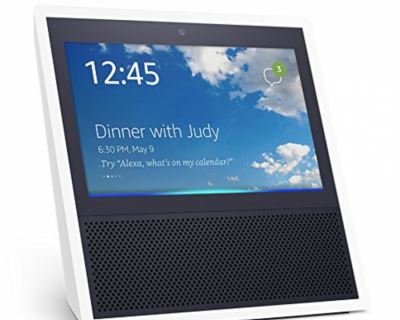 12:45
3
Dinner with Judy
6:30 PM, May 9
Try "Alexa, what's on my calendar?"